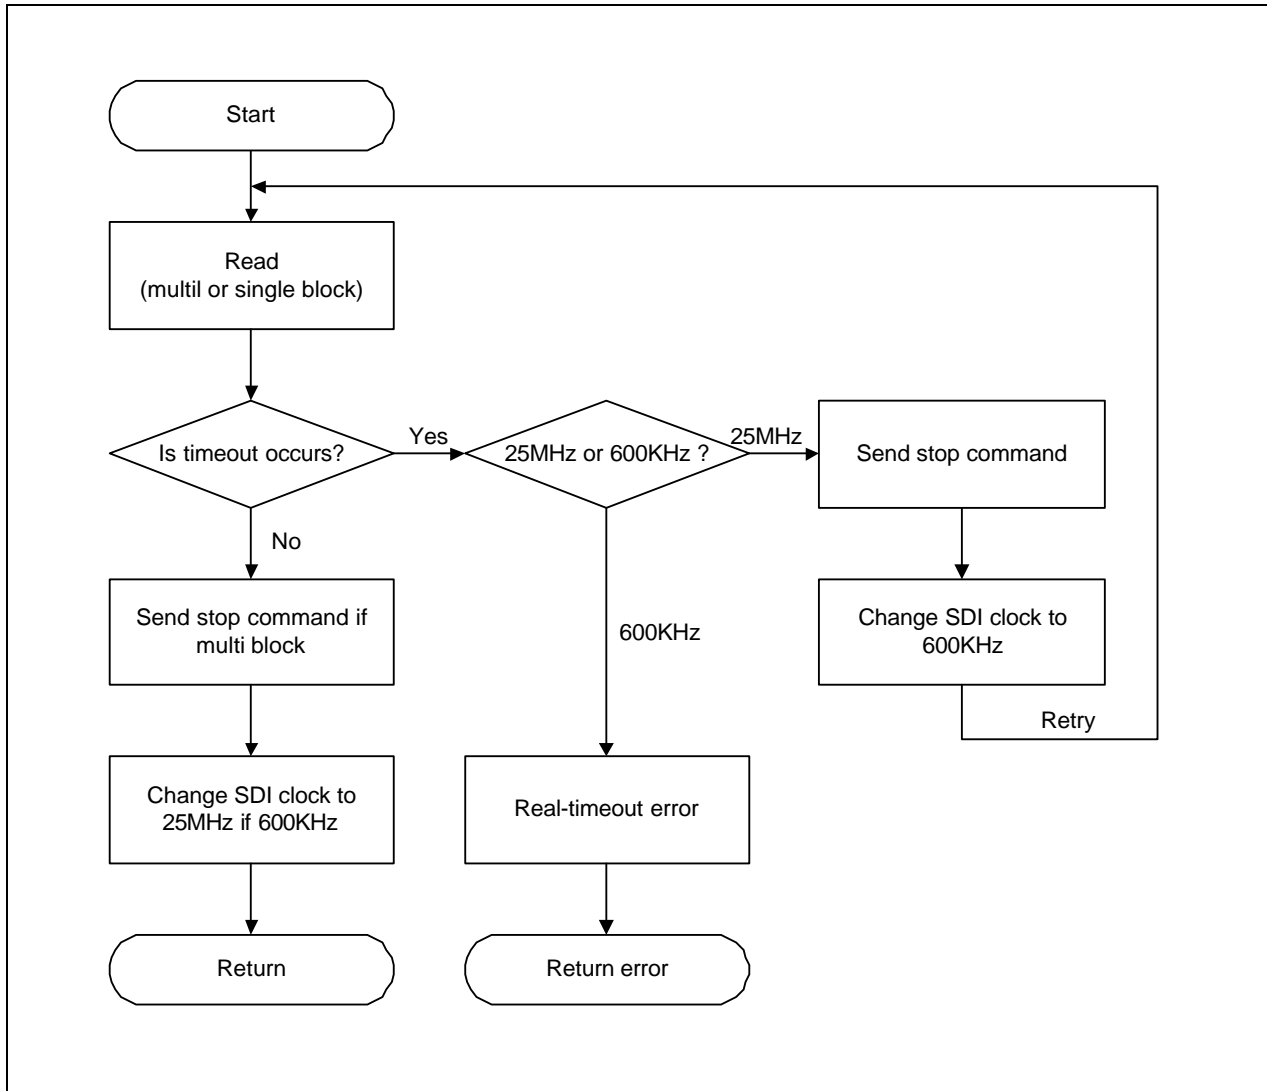 Start
Read
(multil or single block)
Is timeout occurs?
Yes
25MHz or 600KHz ?
25MHz
Send stop command
No
Send stop command if
multi block
600KHz
Change SDI clock to
600KHz
Retry
Change SDI clock to
25MHz if 600KHz
Real-timeout error
Return
Return error